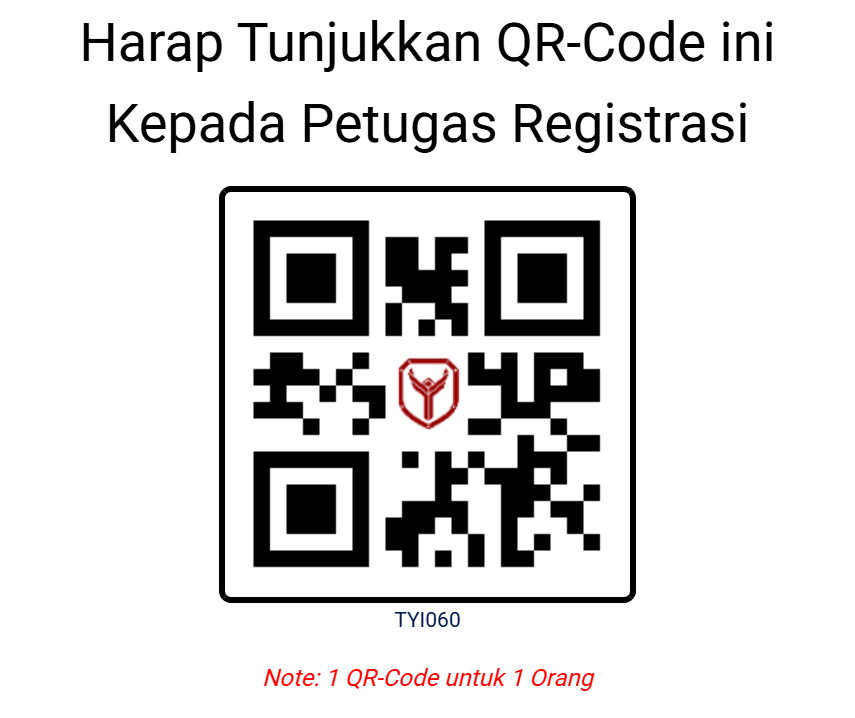 Harap Tunjukkan QR-Code ini
Kepada Petugas Registrasi
TYI060
Note: 1 QR-Code untuk 1 Orang